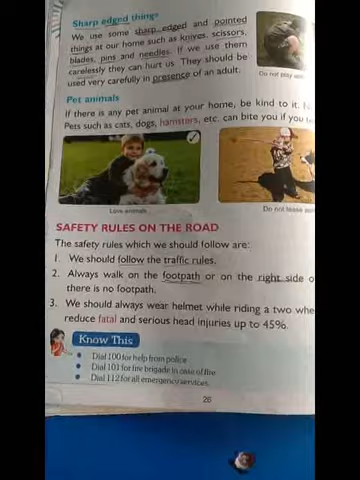 Sharp edged things
We use some sharp edged and pointed
things at our home such as knives, scissors,
blades, pins and needles. If we use them
carelessly they can hurt us. They should be
used very carefully in presence of an adult.
Do not play with
Pet animals
If there is any pet animal at your home, be kind to it.
Pets such as cats, dogs, hamsters, etc. can bite you if you
Love animals
Do not tease
SAFETY RULES ON THE ROAD
The safety rules which we should follow are:
1. We should follow the traffic rules.
2. Always walk on the footpath or on the right side
there is no footpath.
3. We should always wear helmet while riding a two
reduce fatal and serious head injuries up to 45%.
Know This
Dial 100 for help from police
Dial 101 for fire brigade in case of fire
Dial 112 for all emergency services
26